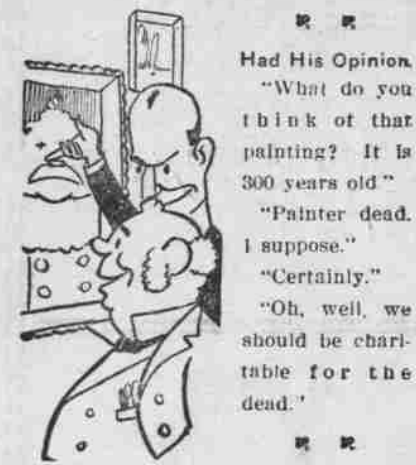 Had His Opinion.
"What do you
think of that
painting? It is
300 years old"
"Painter dead.
I suppose."
"Certainly."
"Oh, well, we
should be chari-
table for the
dead.'